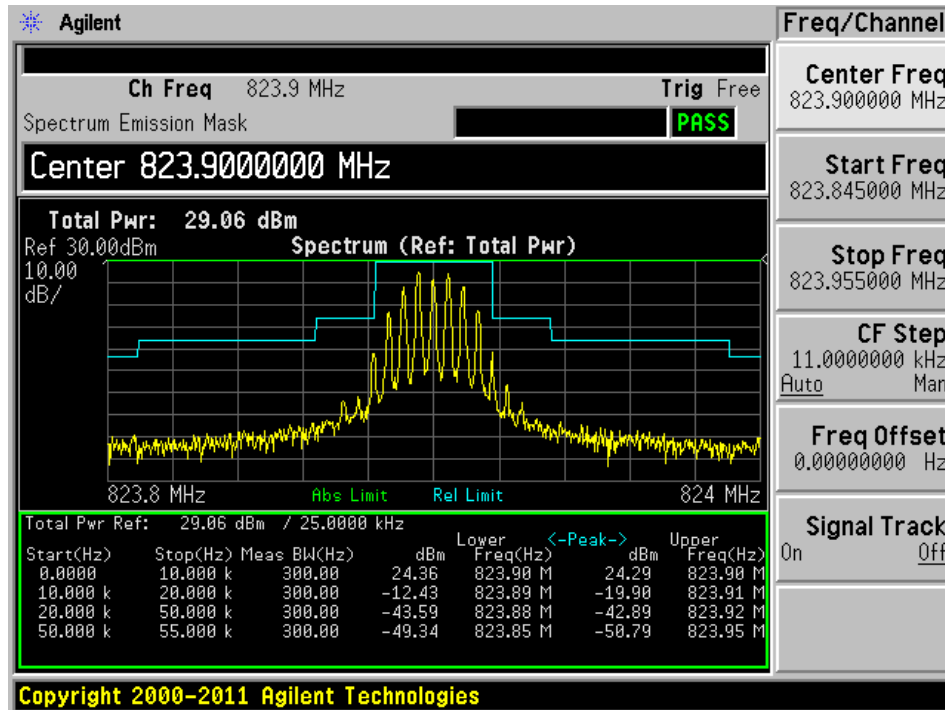 Agilent
Freq/Channel
Ch Freq 823.9 MHz Trig Free
Spectrum Emission Mask PASS
Center 823.9000000 MHz
Total Pwr: 29.06 dBm
Ref 30.00dBm Spectrum (Ref: Total Pwr)
10.00
dB/
823.8 MHz Abs Limit Rel Limit 824 MHz
Total Pwr Ref: 29.06 dBm / 25.0000 kHz
Lower <-Peak-> Upper
Start(Hz) Stop(Hz) Meas BW(Hz) dBm Freq(Hz) dBm Freq(Hz)
0.0000 10.000 k 300.00 24.36 823.90 M 24.29 823.90 M
10.000 k 20.000 k 300.00 -12.43 823.89 M -19.90 823.91 M
20.000 k 50.000 k 300.00 -43.59 823.88 M -42.89 823.92 M
50.000 k 55.000 k 300.00 -49.34 823.85 M -50.79 823.95 M
Copyright 2000-2011 Agilent Technologies
Center Freq
823.900000 MHz
Start Freq
823.845000 MHz
Stop Freq
823.955000 MHz
CF Step
11.0000000 kHz
Auto Man
Freq Offset
0.00000000 Hz
Signal Track
On Off